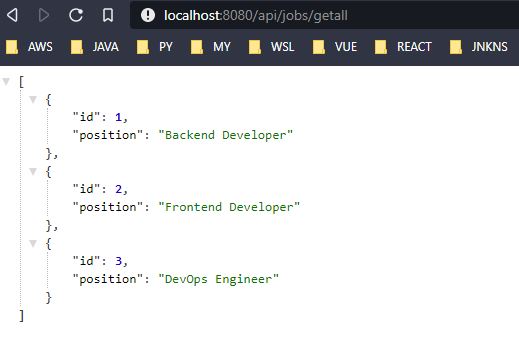 localhost:8080/api/jobs/getall
AWS JAVA PY MY WSL VUE REACT JNKNS
[
{
"id": 1,
"position": "Backend Developer"
},
{
"id": 2,
"position": "Frontend Developer"
},
{
"id": 3,
"position": "DevOps Engineer"
}
]